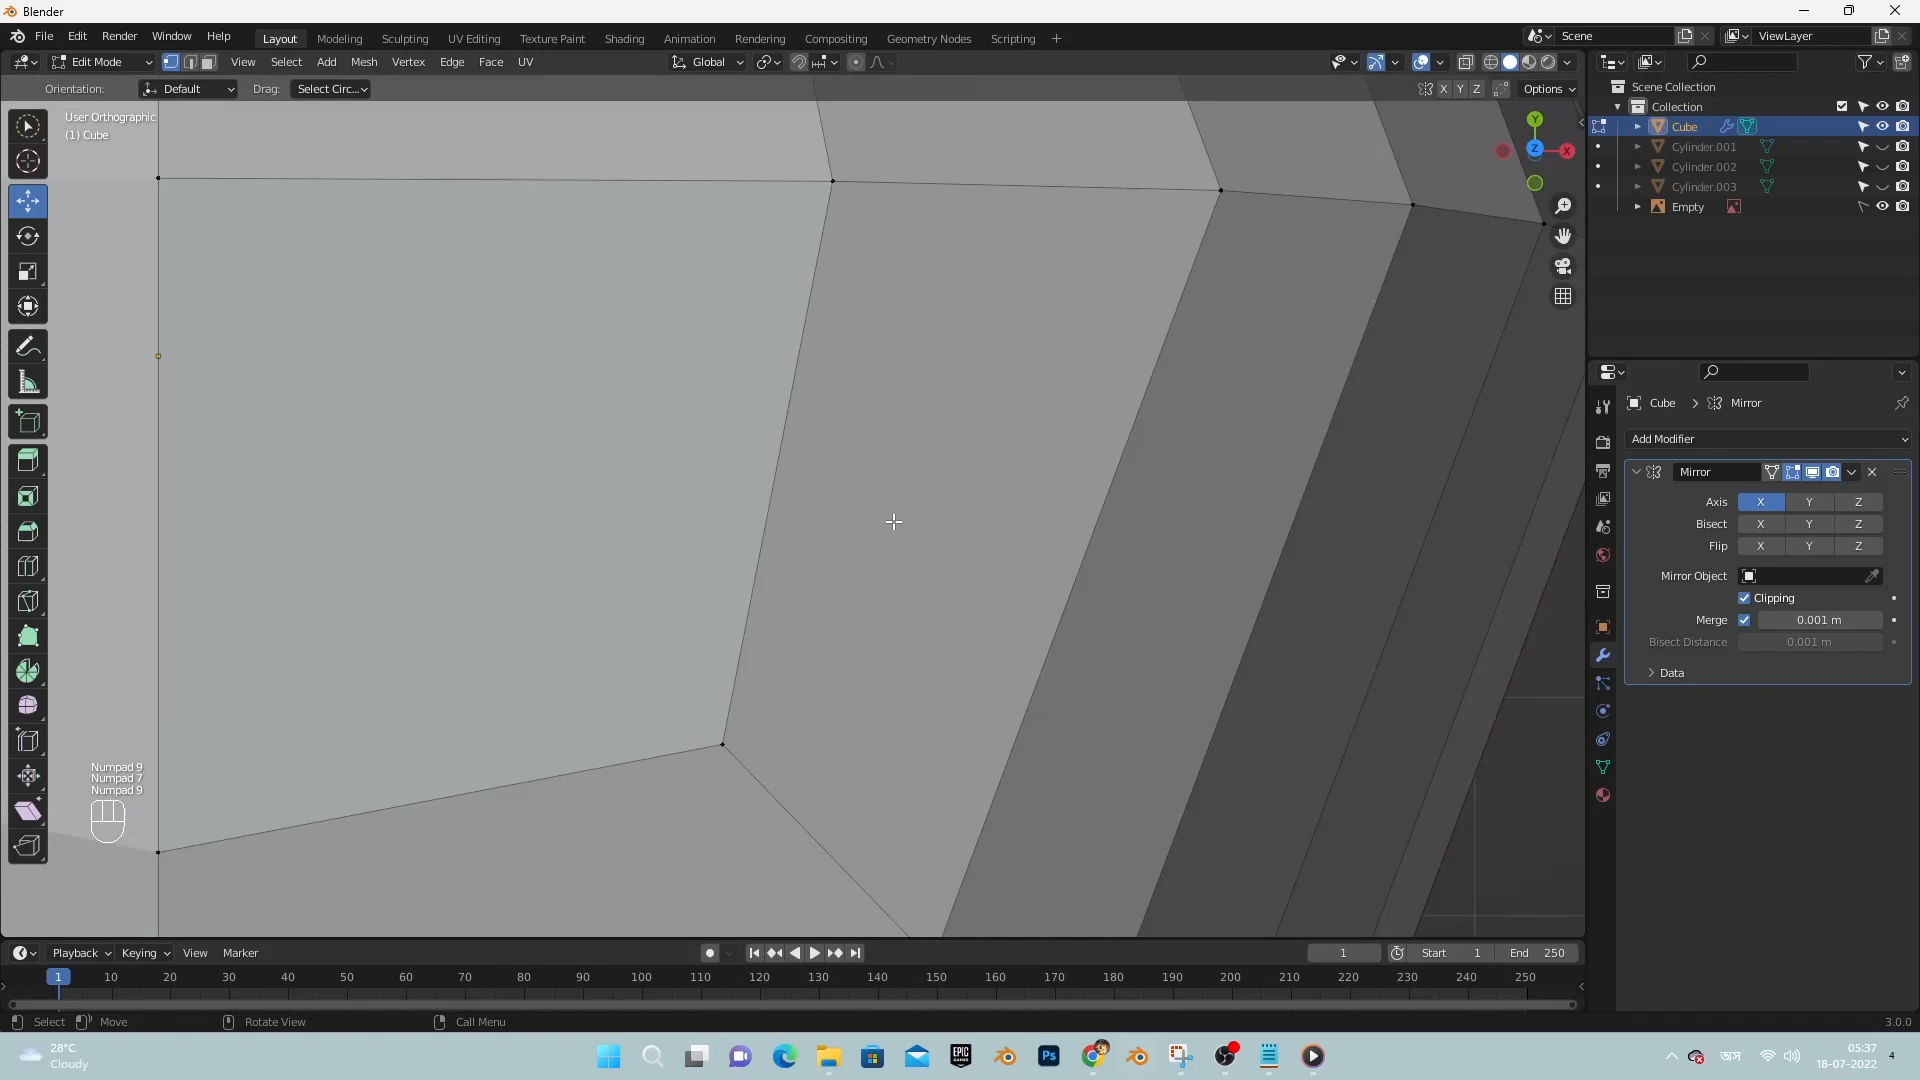 Blender
File Edit Render Window Help
Layout Modeling Sculpting UV Editing Texture Paint Shading Animation Rendering Compositing Geometry Nodes Scripting +
Scene
ViewLayer
Edit Mode
View Select Add Mesh Vertex Edge Face UV
Global
Orientation: Default Drag: Select Circ...
X Y Z Options
User Orthographic
(1) Cube
Y
Z
X
Scene Collection
Collection
Cube
Cylinder.001
Cylinder.002
Cylinder.003
Empty
Cube > Mirror
Add Modifier
Mirror
Axis X Y Z
Bisect X Y Z
Flip X Y Z
Mirror Object
Clipping
Merge 0.001 m
Bisect Distance 0.001 m
Data
Numpad 9
Numpad 7
Numpad 9
Playback Keying View Marker
1 Start 1 End 250
1 10 20 30 40 50 60 70 80 90 100 110 120 130 140 150 160 170 180 190 200 210 220 230 240 250
Select Move Rotate View Call Menu
3.0.0
28°C
Cloudy
EPIC GAMES
Ps
অস
05:37
18-07-2022
4